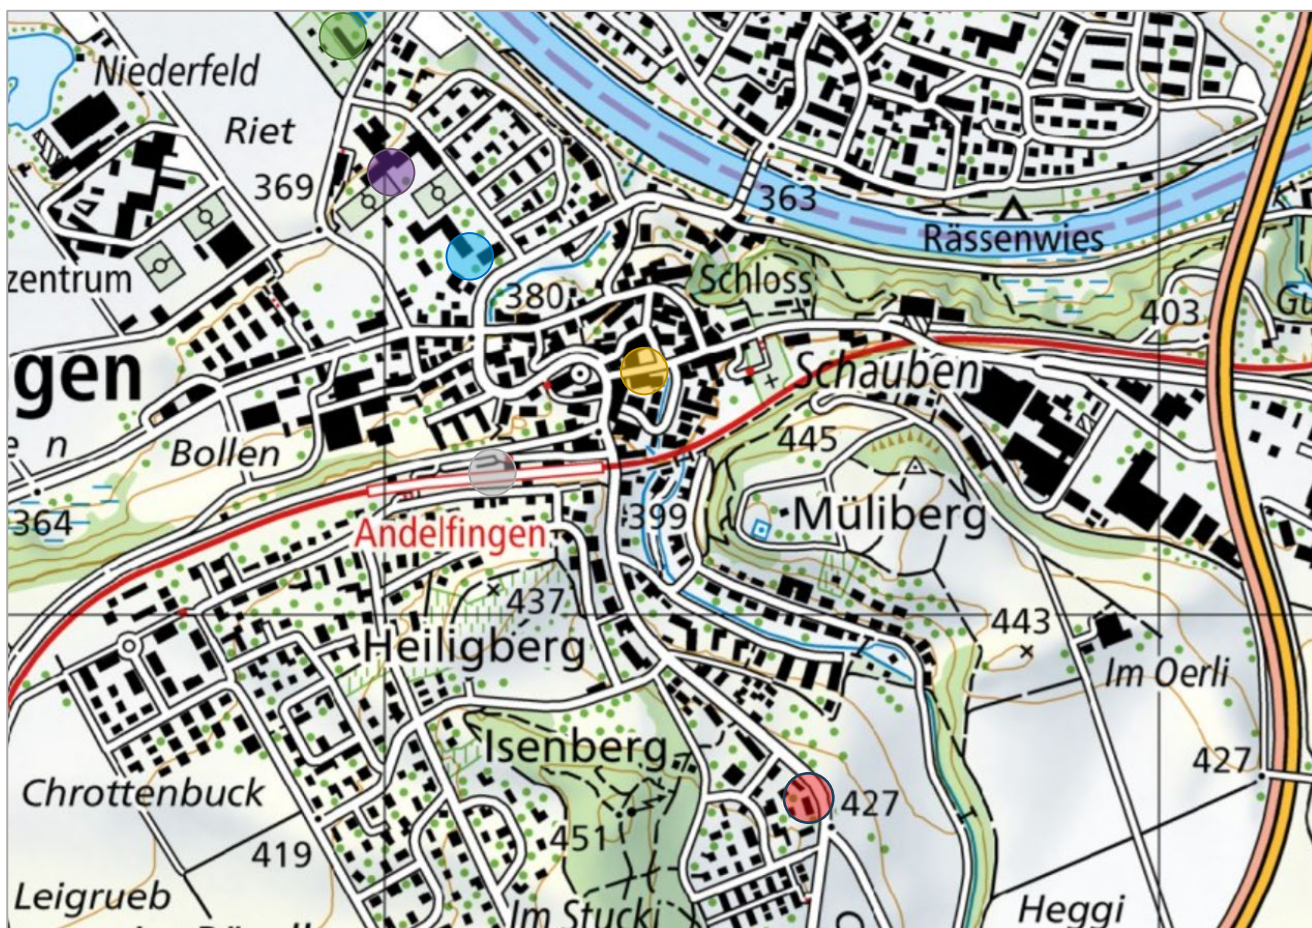 Niederfeld
Riet
369
363
Rässenwies
zentrum
Schloss
380
403
Gu
gen
Schauben
e n
Bollen
445
364
399
Müliberg
Andelfingen
437
443
Heiligberg
Im Oerli
Isenberg
427
Chrottenbuck
427
451
419
Leigrueb
Im Stucki
Heggi